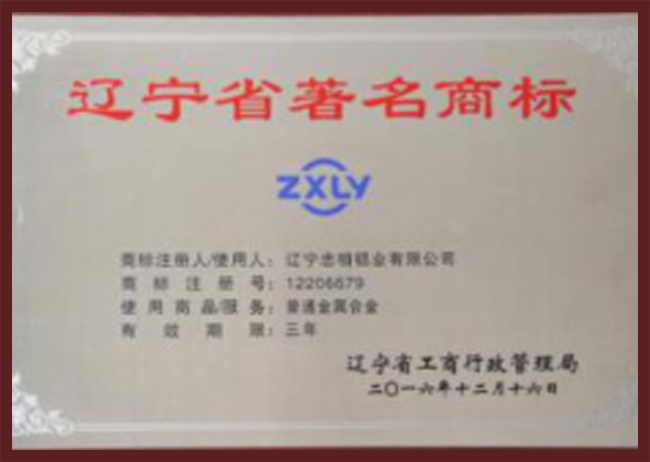 辽宁省著名商标
ZXLY
商标注册人/使用人：辽宁忠相铝业有限公司
商标注册号：12206679
使用商品/服务：普通金属合金
有效期限：三年
辽宁省工商行政管理局
二〇一六年十二月十六日